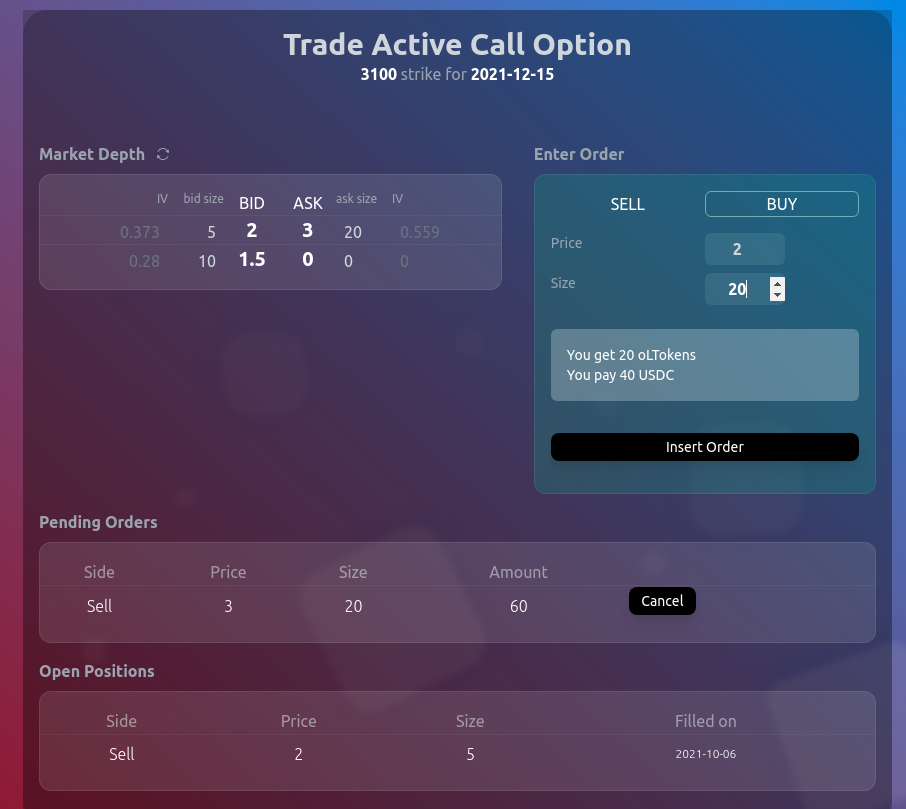 Trade Active Call Option
3100 strike for 2021-12-15
Market Depth
IV bid size BID ASK ask size IV
0.373 5 2 3 20 0.559
0.28 10 1.5 0 0 0
Enter Order
SELL BUY
Price 2
Size 20
You get 20 oLTokens
You pay 40 USDC
Insert Order
Pending Orders
Side Price Size Amount
Sell 3 20 60 Cancel
Open Positions
Side Price Size Filled on
Sell 2 5 2021-10-06